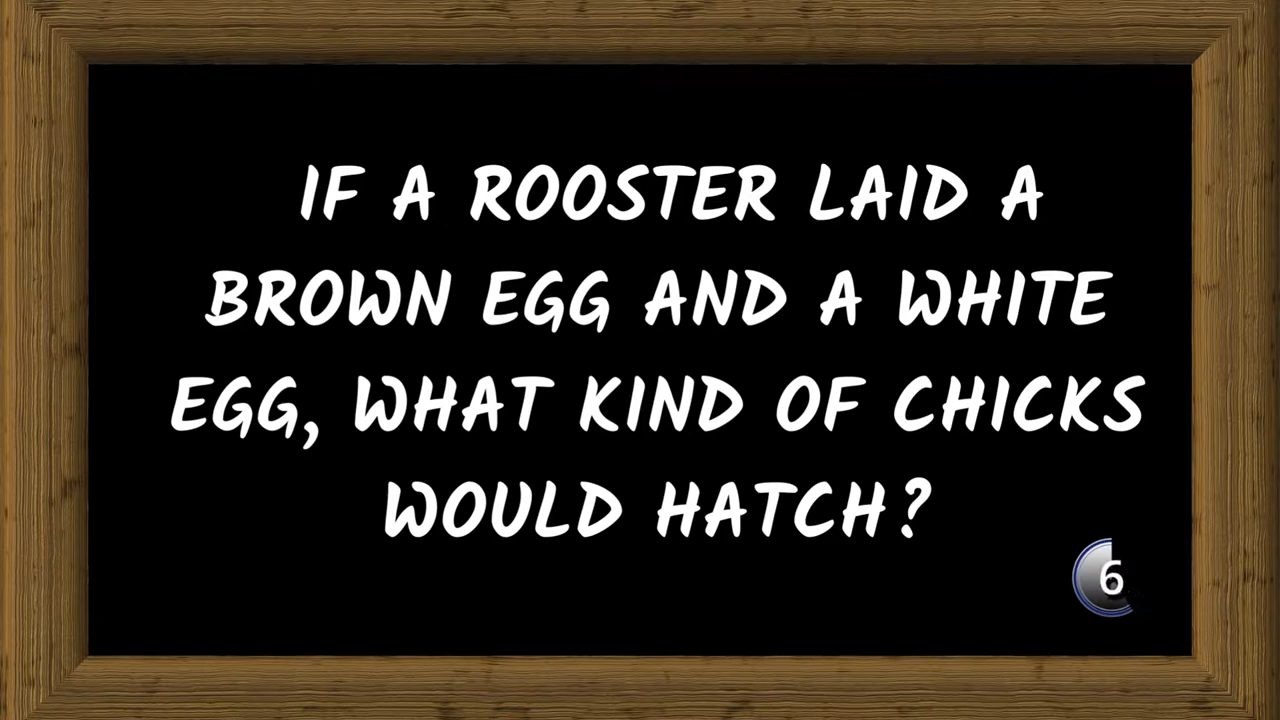 IF A ROOSTER LAID A
BROWN EGG AND A WHITE
EGG, WHAT KIND OF CHICKS
WOULD HATCH?
6